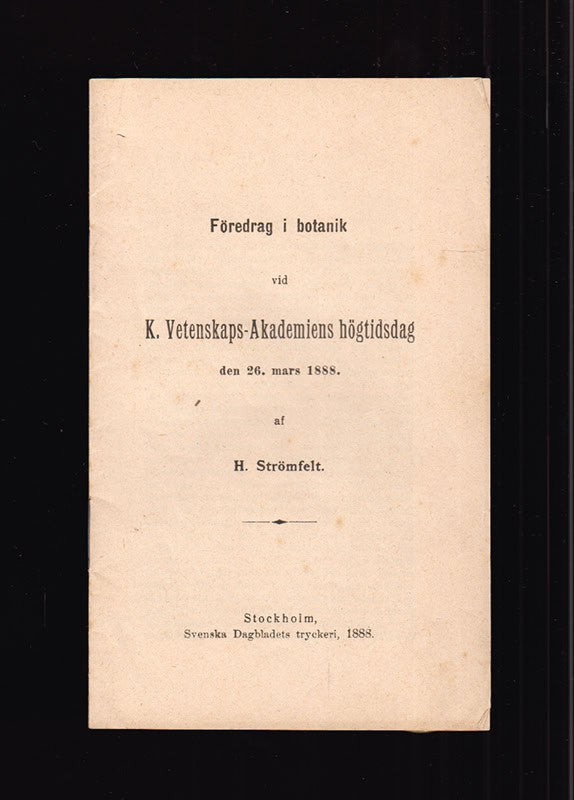 Föredrag i botanik
vid
K. Vetenskaps-Akademiens högtidsdag
den 26. mars 1888.
af
H. Strömfelt.
Stockholm,
Svenska Dagbladets tryckeri, 1888.